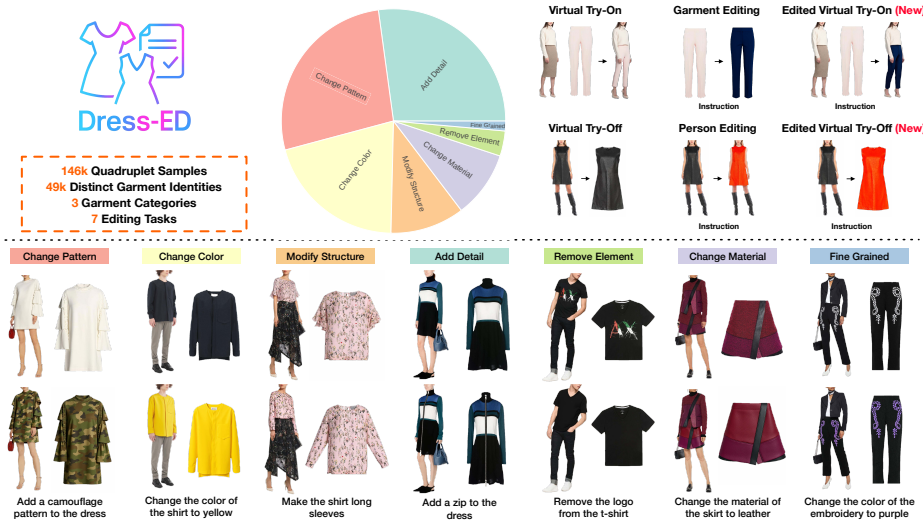 Dress-ED
146k Quadruplet Samples
49k Distinct Garment Identities
3 Garment Categories
7 Editing Tasks
Change Pattern
Add Detail
Fine Grained
Remove Element
Change Material
Modify Structure
Change Color
Virtual Try-On
Garment Editing
Instruction
Edited Virtual Try-On (New)
Instruction
Virtual Try-Off
Person Editing
Instruction
Edited Virtual Try-Off (New)
Instruction
Change Pattern
Change Color
Modify Structure
Add Detail
Remove Element
Change Material
Fine Grained
AX
AX
Add a camouflage
pattern to the dress
Change the color of
the shirt to yellow
Make the shirt long
sleeves
Add a zip to the
dress
Remove the logo
from the t-shirt
Change the material of
the skirt to leather
Change the color of the
embroidery to purple